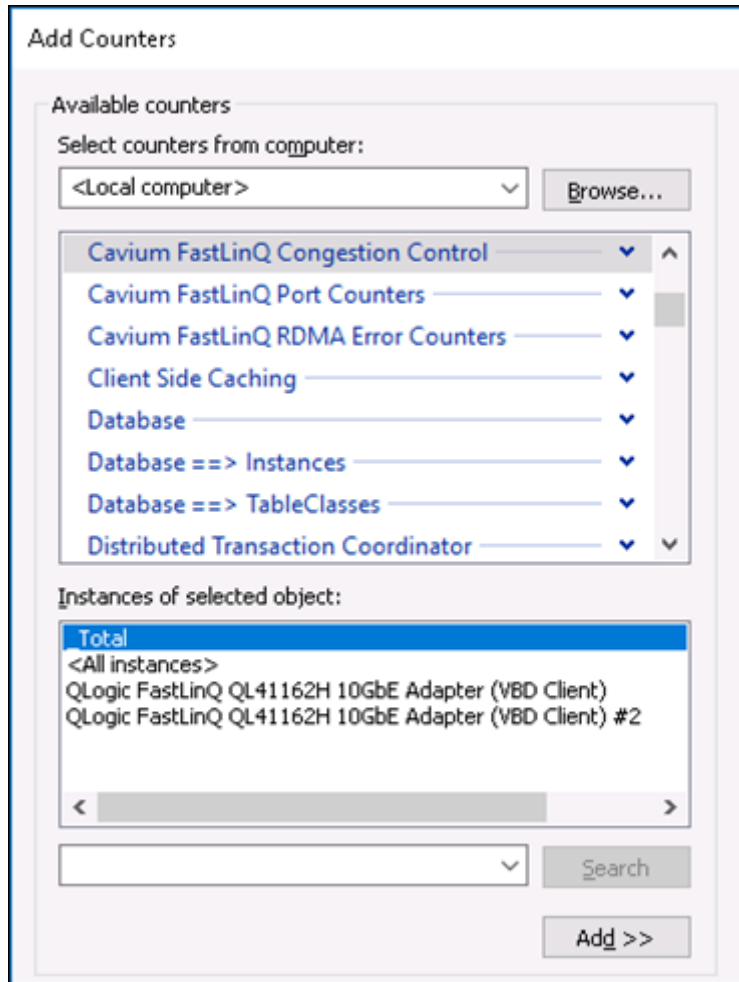 Add Counters
Available counters
Select counters from computer:
<Local computer>
Browse...
Cavium FastLinQ Congestion Control
Cavium FastLinQ Port Counters
Cavium FastLinQ RDMA Error Counters
Client Side Caching
Database
Database ==> Instances
Database ==> TableClasses
Distributed Transaction Coordinator
Instances of selected object:
_Total
<All instances>
QLogic FastLinQ QL41162H 10GbE Adapter (VBD Client)
QLogic FastLinQ QL41162H 10GbE Adapter (VBD Client) #2
Search
Add >>